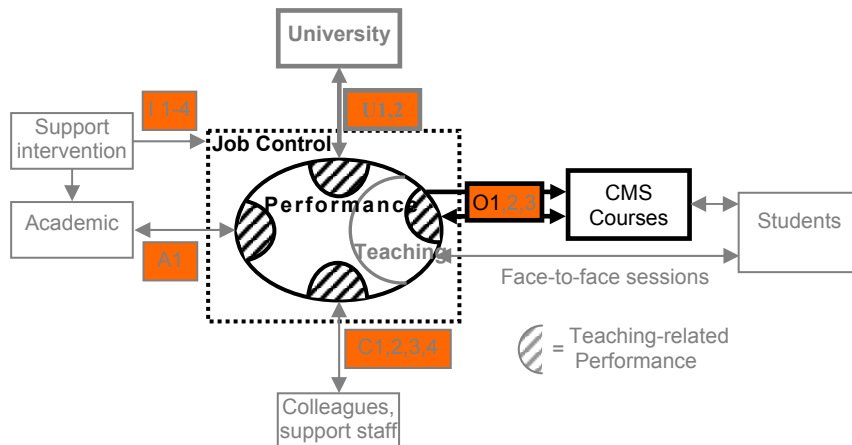 University
I 1-4
U1,2
Support
intervention
Job Control
Performance
O1,2,3
CMS
Courses
Academic
A1
Teaching
Students
Face-to-face sessions
C1,2,3,4
= Teaching-related
Performance
Colleagues,
support staff